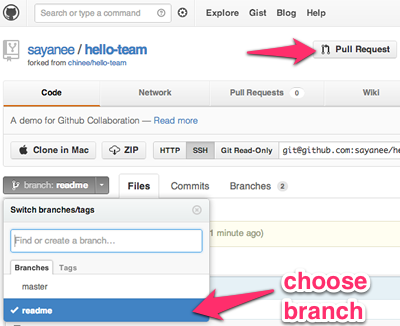 Search or type a command
Explore Gist Blog Help
sayanee / hello-team
forked from chinee/hello-team
Pull Request
Code Network Pull Requests 0 Wiki
A demo for Github Collaboration — Read more
Clone in Mac ZIP HTTP SSH Git Read-Only git@github.com:sayanee/he
branch: readme Files Commits Branches 2
Switch branches/tags
1 minute ago)
Find or create a branch…
Branches Tags
master
readme
choose
branch